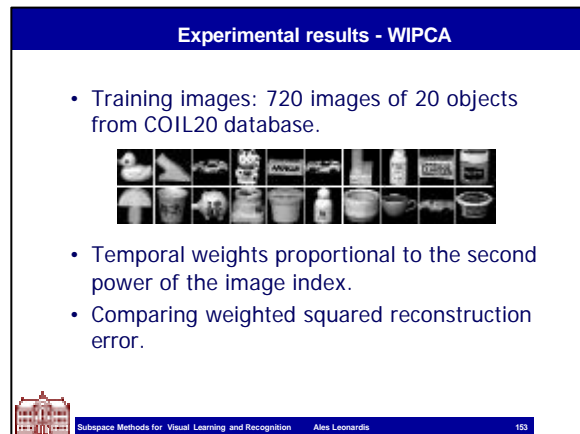 Experimental results - WIPCA
• Training images: 720 images of 20 objects
from COIL20 database.
• Temporal weights proportional to the second
power of the image index.
• Comparing weighted squared reconstruction
error.
Subspace Methods for Visual Learning and Recognition Ales Leonardis 153